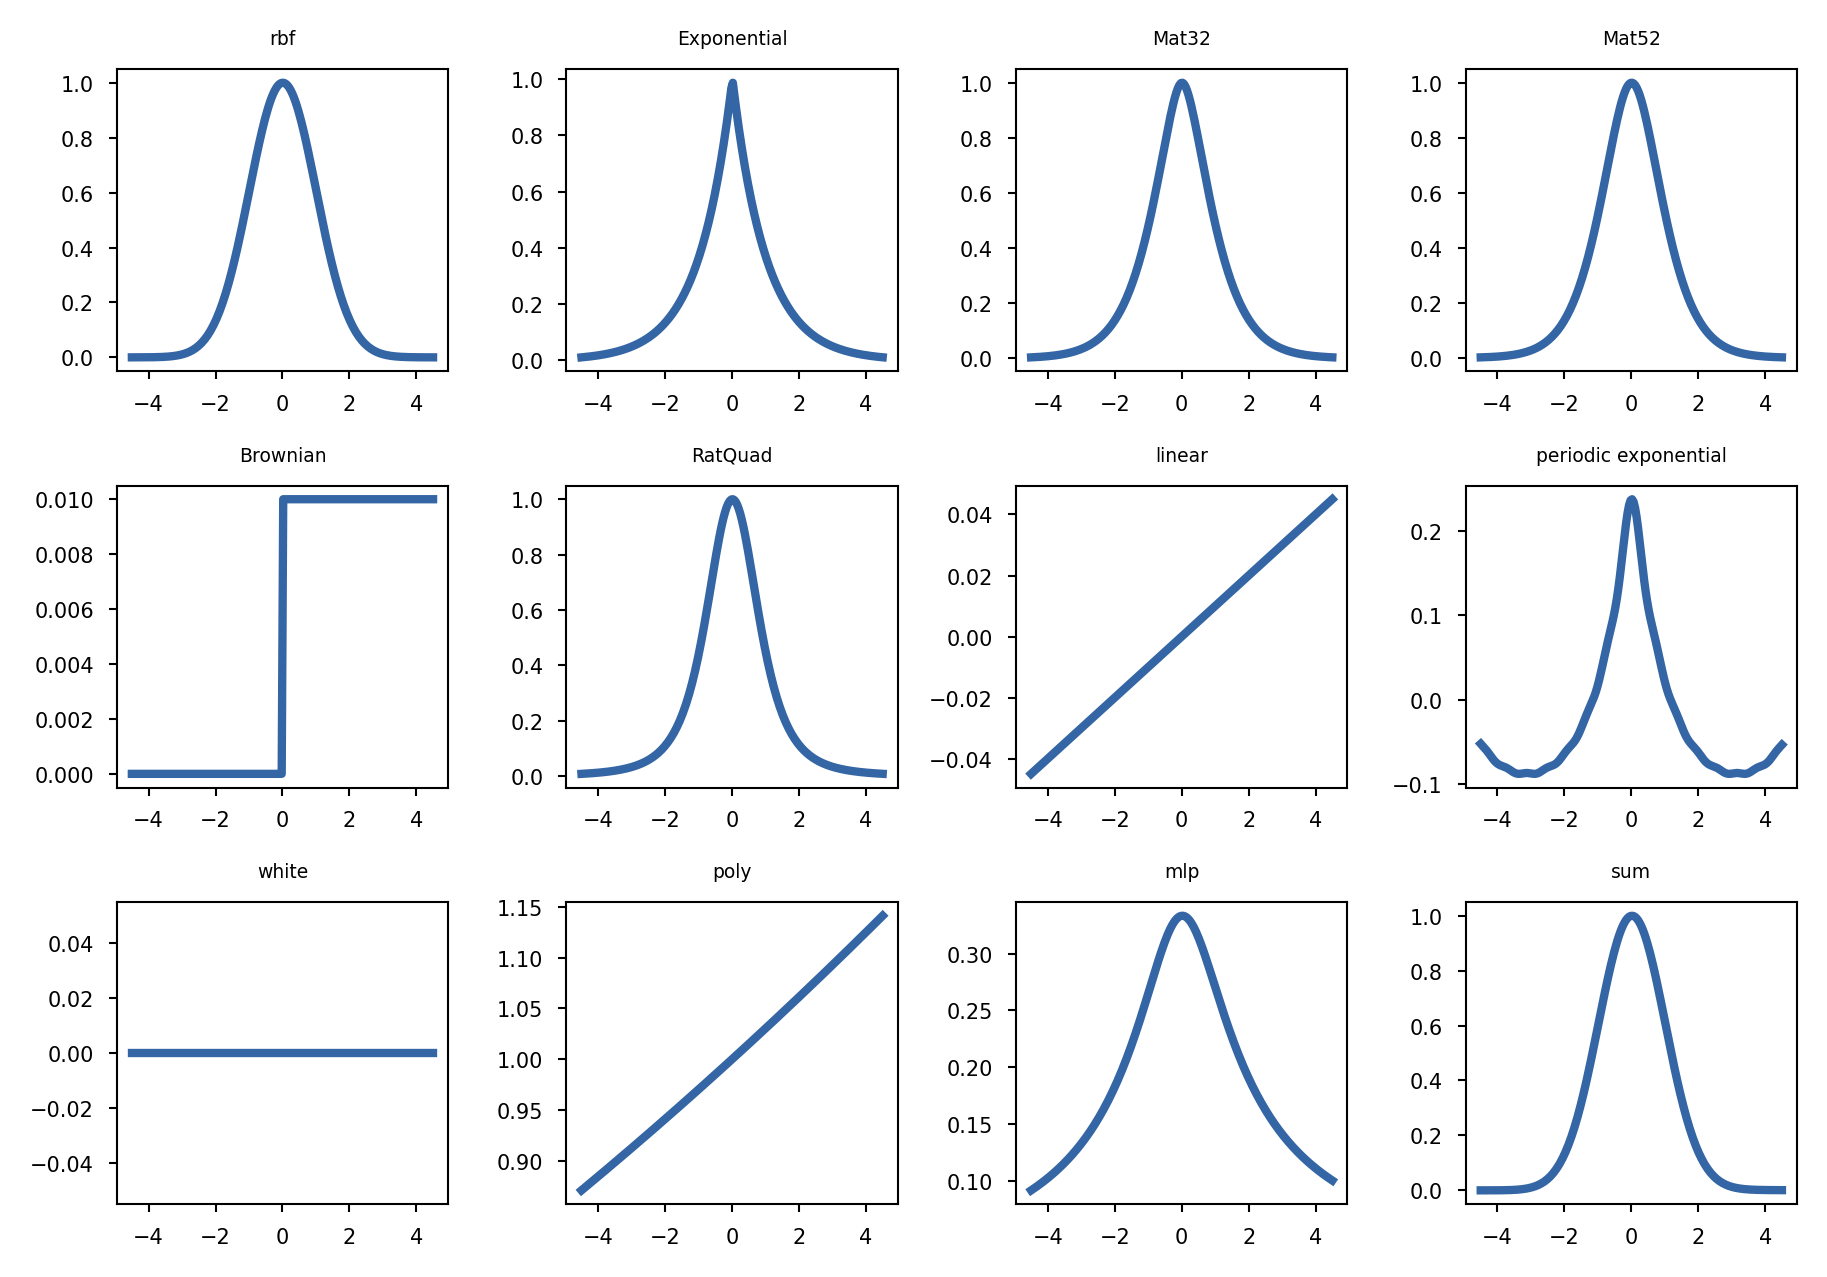 rbf
1.0
0.8
0.6
0.4
0.2
0.0
−4 −2 0 2 4
Exponential
1.0
0.8
0.6
0.4
0.2
0.0
−4 −2 0 2 4
Mat32
1.0
0.8
0.6
0.4
0.2
0.0
−4 −2 0 2 4
Mat52
1.0
0.8
0.6
0.4
0.2
0.0
−4 −2 0 2 4
Brownian
0.010
0.008
0.006
0.004
0.002
0.000
−4 −2 0 2 4
RatQuad
1.0
0.8
0.6
0.4
0.2
0.0
−4 −2 0 2 4
linear
0.04
0.02
0.00
−0.02
−0.04
−4 −2 0 2 4
periodic exponential
0.2
0.1
0.0
−0.1
−4 −2 0 2 4
white
0.04
0.02
0.00
−0.02
−0.04
−4 −2 0 2 4
poly
1.15
1.10
1.05
1.00
0.95
0.90
−4 −2 0 2 4
mlp
0.30
0.25
0.20
0.15
0.10
−4 −2 0 2 4
sum
1.0
0.8
0.6
0.4
0.2
0.0
−4 −2 0 2 4